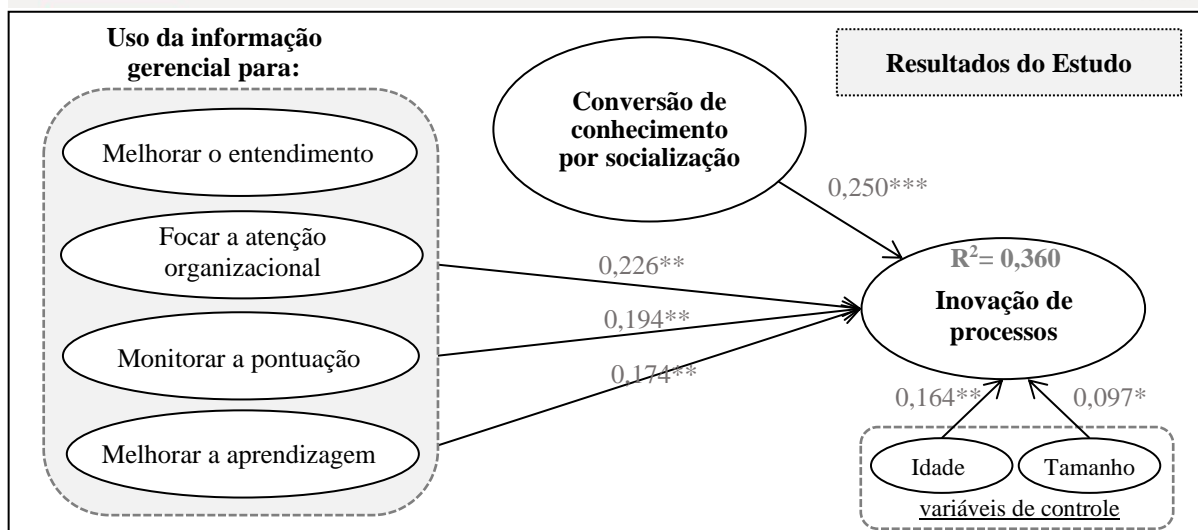 Uso da informação
gerencial para:
Melhorar o entendimento
Focar a atenção
organizacional
Monitorar a pontuação
Melhorar a aprendizagem
Conversão de
conhecimento
por socialização
Resultados do Estudo
0,250***
0,226**
0,194**
0,174**
R²= 0,360
Inovação de
processos
0,164**
0,097*
Idade
Tamanho
variáveis de controle